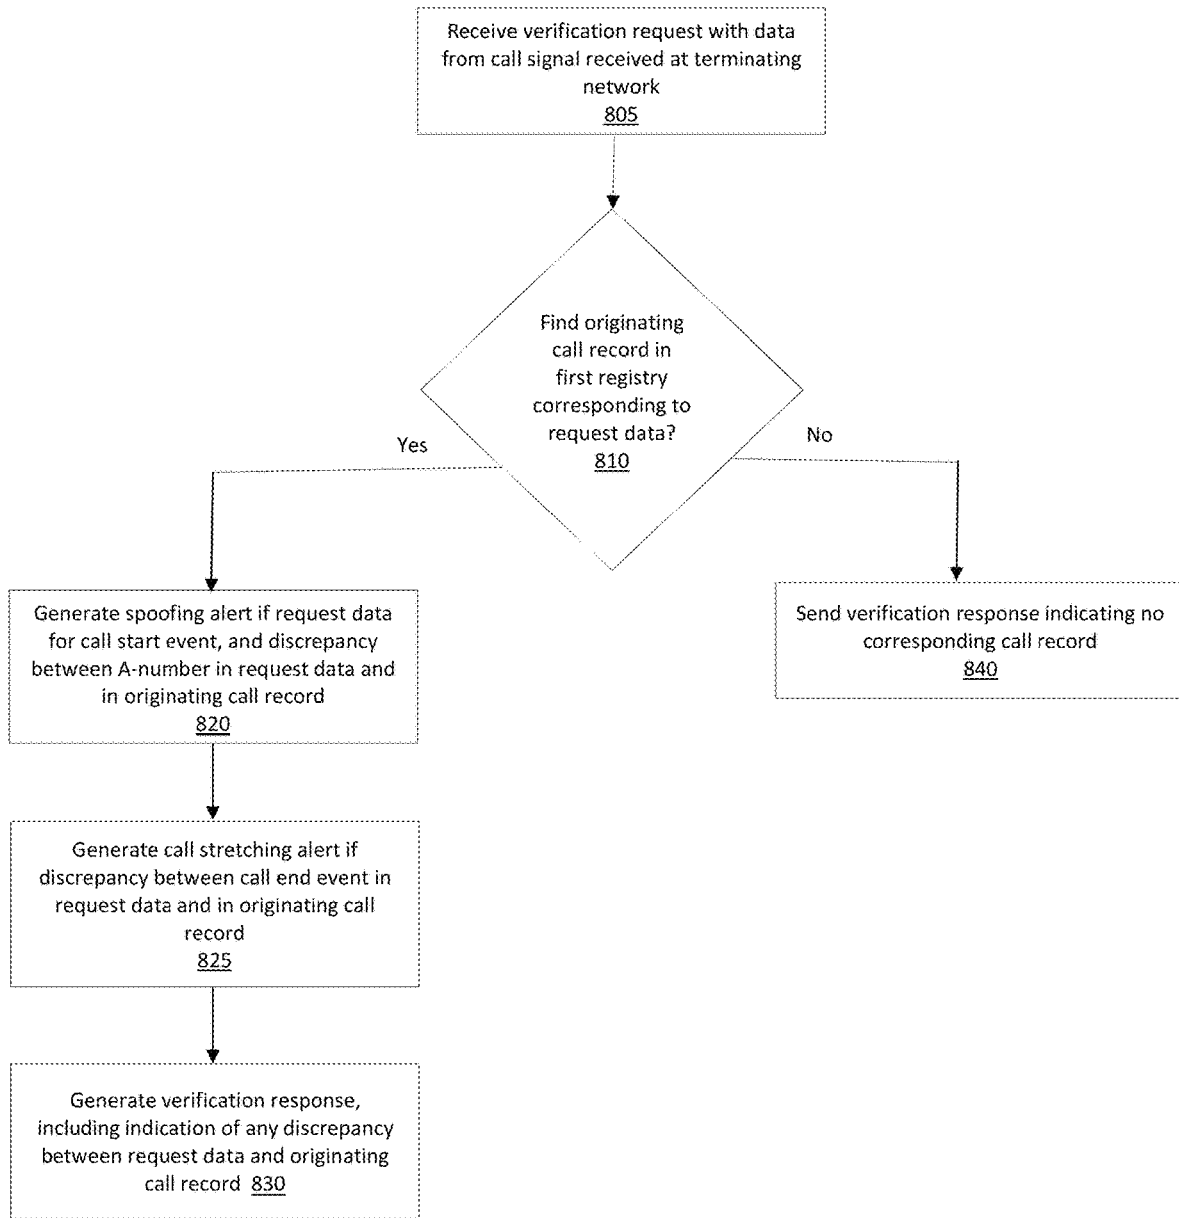 Receive verification request with data
from call signal received at terminating
network
805
Find originating
call record in
first registry
corresponding to
request data?
810
Yes
No
Generate spoofing alert if request data
for call start event, and discrepancy
between A-number in request data and
in originating call record
820
Send verification response indicating no
corresponding call record
840
Generate call stretching alert if
discrepancy between call end event in
request data and in originating call
record
825
Generate verification response,
including indication of any discrepancy
between request data and originating
call record 830